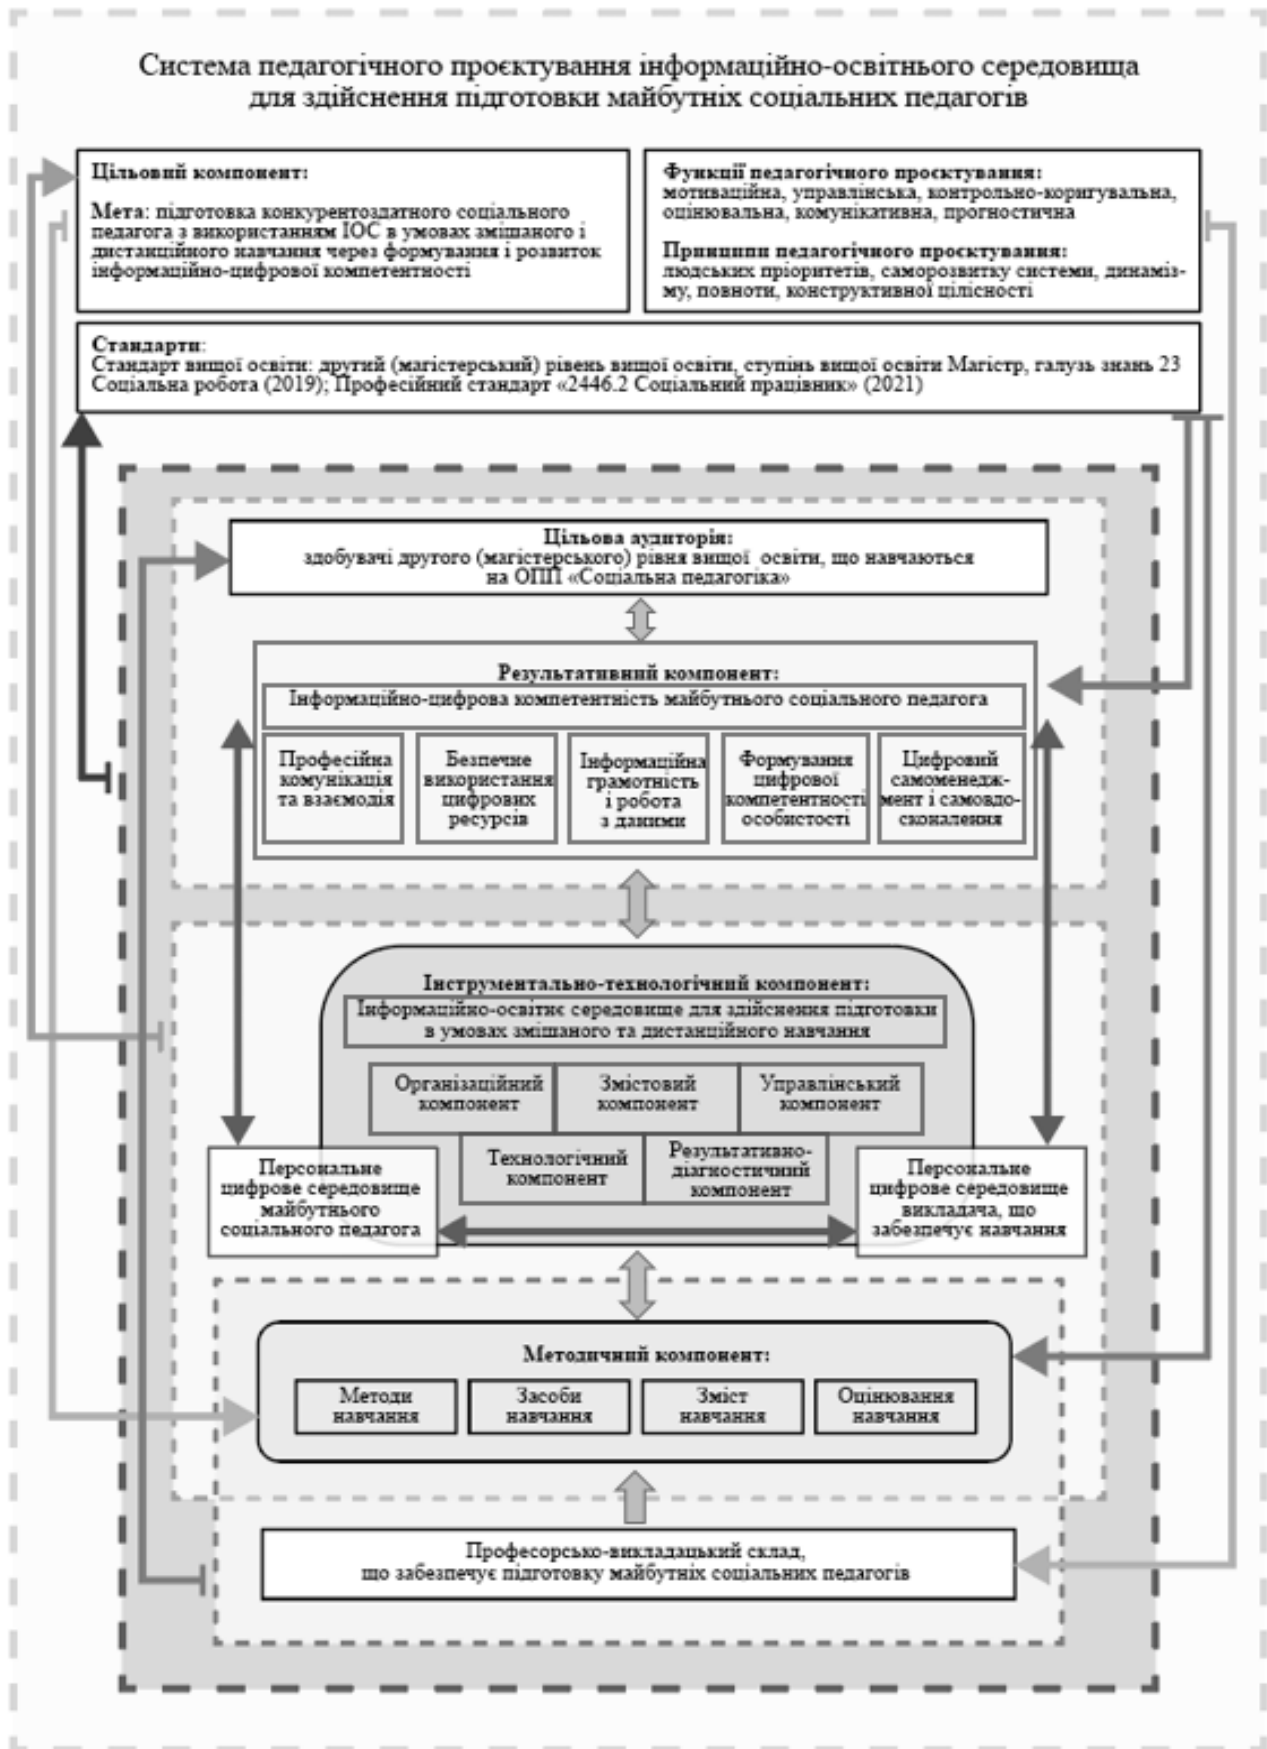 Система педагогічного проєктування інформаційно-освітнього середовища
для здійснення підготовки майбутніх соціальних педагогів
Цільовий компонент:
Мета: підготовка конкурентоздатного соціального
педагога з використанням ІОС в умовах змішаного і
дистанційного навчання через формування і розвиток
інформаційно-цифрової компетентності
Функції педагогічного проєктування:
мотиваційна, управлінська, контрольно-коригувальна,
оцінювальна, комунікативна, прогностична
Принципи педагогічного проєктування:
людських пріоритетів, саморозвитку системи, динаміз-
му, повноти, конструктивної цілісності
Стандарти:
Стандарт вищої освіти: другий (магістерський) рівень вищої освіти, ступінь вищої освіти Магістр, галузь знань 23
Соціальна робота (2019); Професійний стандарт «2446.2 Соціальний працівник» (2021)
Цільова аудиторія:
здобувачі другого (магістерського) рівня вищої освіти, що навчаються
на ОПП «Соціальна педагогіка»
Результативний компонент:
Інформаційно-цифрова компетентність майбутнього соціального педагога
Професійна
комунікація
та взаємодія
Безпечне
використання
цифрових
ресурсів
Інформаційна
грамотність
і робота
з даними
Формування
цифрової
компетентності
особистості
Цифровий
самоменедж-
мент і самовдо-
сконалення
Інструментально-технологічний компонент:
Інформаційно-освітнє середовище для здійснення підготовки
в умовах змішаного та дистанційного навчання
Організаційний
компонент
Змістовий
компонент
Управлінський
компонент
Технологічний
компонент
Результативно-
діагностичний
компонент
Персональне
цифрове середовище
майбутнього
соціального педагога
Персональне
цифрове середовище
викладача, що
забезпечує навчання
Методичний компонент:
Методи
навчання
Засоби
навчання
Зміст
навчання
Оцінювання
навчання
Професорсько-викладацький склад,
що забезпечує підготовку майбутніх соціальних педагогів